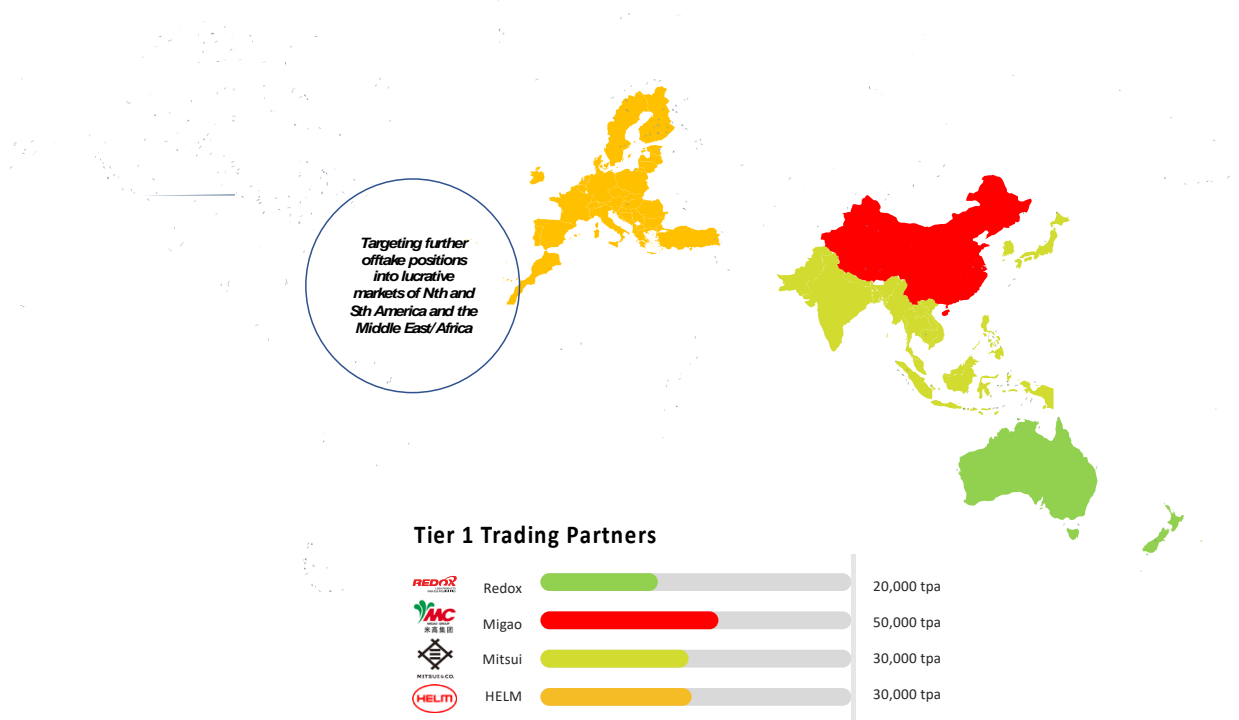 Targeting further
offtake positions
into lucrative
markets of Nth and
Sth America and the
Middle East/Africa
Tier 1 Trading Partners
REDOX
Redox
20,000 tpa
MC
米高集团
Migao
50,000 tpa
MITSUI & CO.
Mitsui
30,000 tpa
HELM
HELM
30,000 tpa